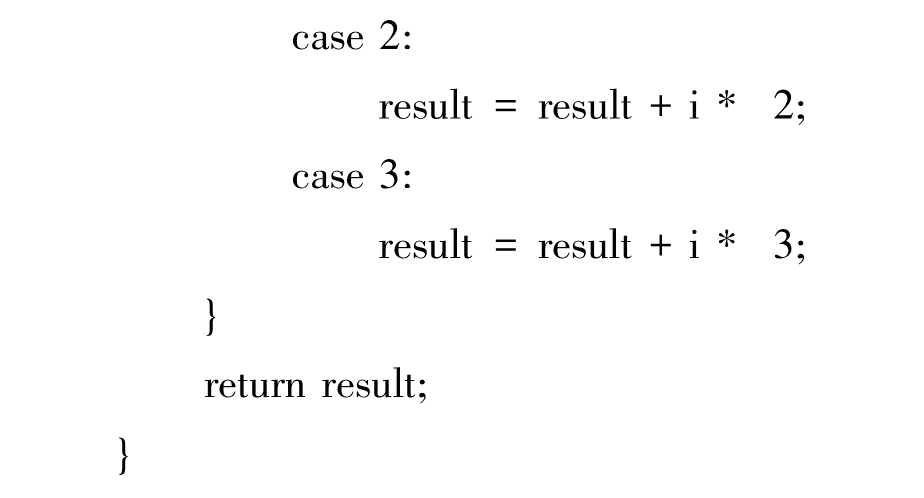 case 2:
result = result + i * 2;
case 3:
result = result + i * 3;
}
return result;
}